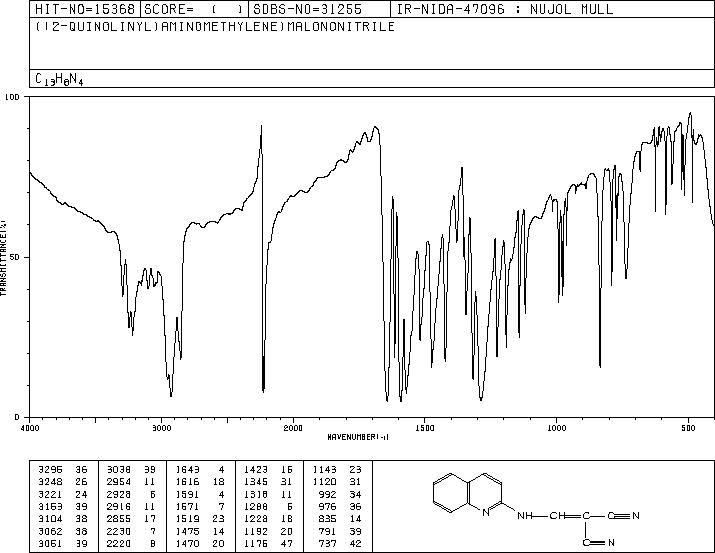 HIT-NO=15368 SCORE= ( ) SDBS-NO=31255 IR-NIDA-47096 : NUJOL MULL
((2-QUINOLINYL)AMINOMETHYLENE)MALONONITRILE
C13H8N4
100
50
0
TRANSMITTANCE(%)
4000 3000 2000 1500 1000 500
WAVENUMBER(-1)
3295 36 3038 39 1643 4 1423 16 1143 23
3248 26 2954 11 1616 18 1345 31 1120 31
3221 24 2928 6 1591 4 1318 11 992 34
3153 39 2916 11 1571 7 1288 6 976 36
3104 38 2855 17 1519 23 1228 18 835 14
3062 38 2230 7 1475 14 1192 20 791 39
3051 39 2220 8 1470 20 1176 47 737 42
N NH CH C N
C N